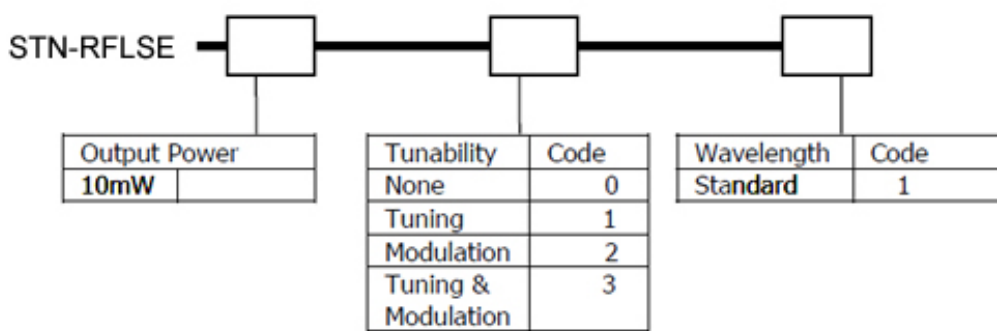 STN-RFLSE
Output Power
10mW
Tunability Code
None 0
Tuning 1
Modulation 2
Tuning & 3
Modulation
Wavelength Code
Standard 1